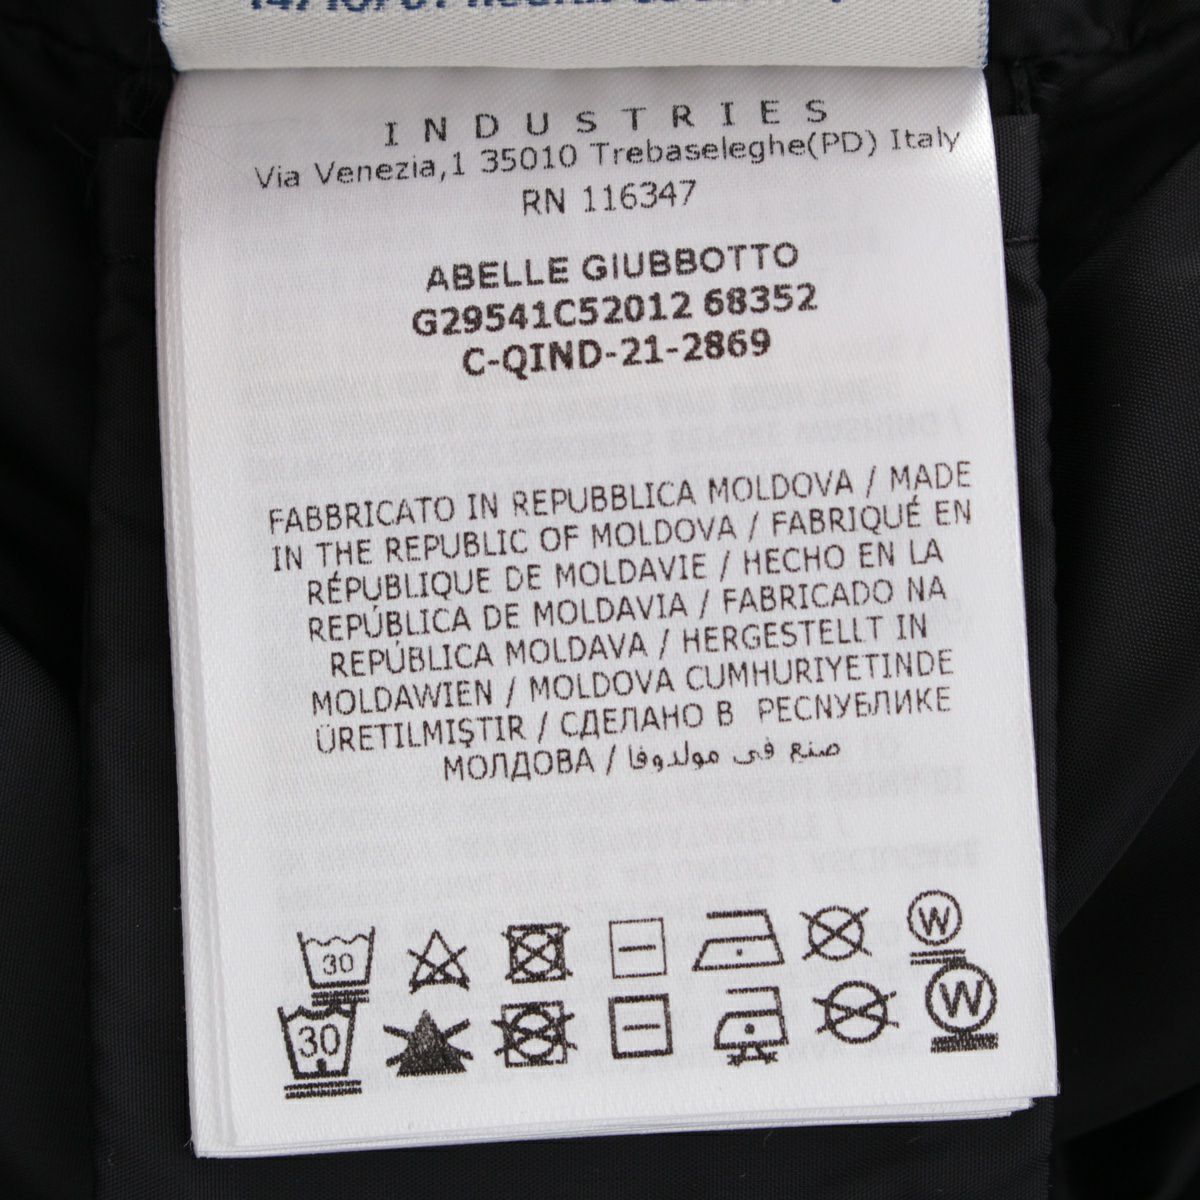 INDUSTRIES
Via Venezia,1 35010 Trebaseleghe(PD) Italy
RN 116347
ABELLE GIUBBOTTO
G29541C52012 68352
C-QIND-21-2869
FABBRICATO IN REPUBBLICA MOLDOVA / MADE
IN THE REPUBLIC OF MOLDOVA / FABRIQUÉ EN
RÉPUBLIQUE DE MOLDAVIE / HECHO EN LA
REPÚBLICA DE MOLDAVIA / FABRICADO NA
REPÚBLICA MOLDAVA / HERGESTELLT IN
MOLDAWIEN / MOLDOVA CUMHURIYETINDE
ÜRETILMIŞTIR / СДЕЛАНО В РЕСПУБЛИКЕ
МОЛДОВА / صنع في مولدوفا
30 W
30 W